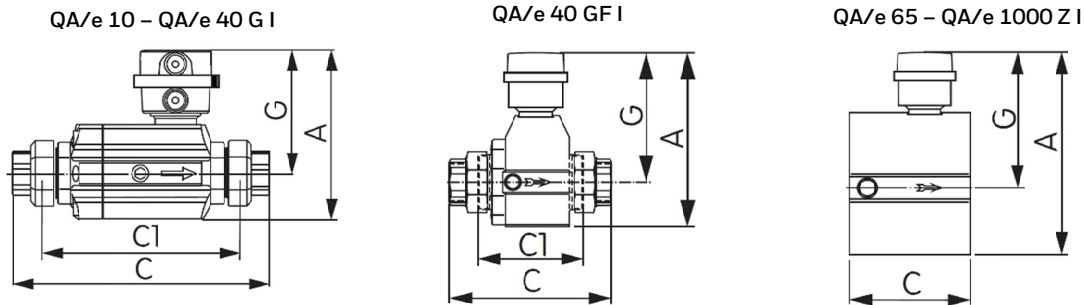 QA/e 10 – QA/e 40 G I
G
A
C1
C
QA/e 40 GF I
G
A
C1
C
QA/e 65 – QA/e 1000 Z I
G
A
C